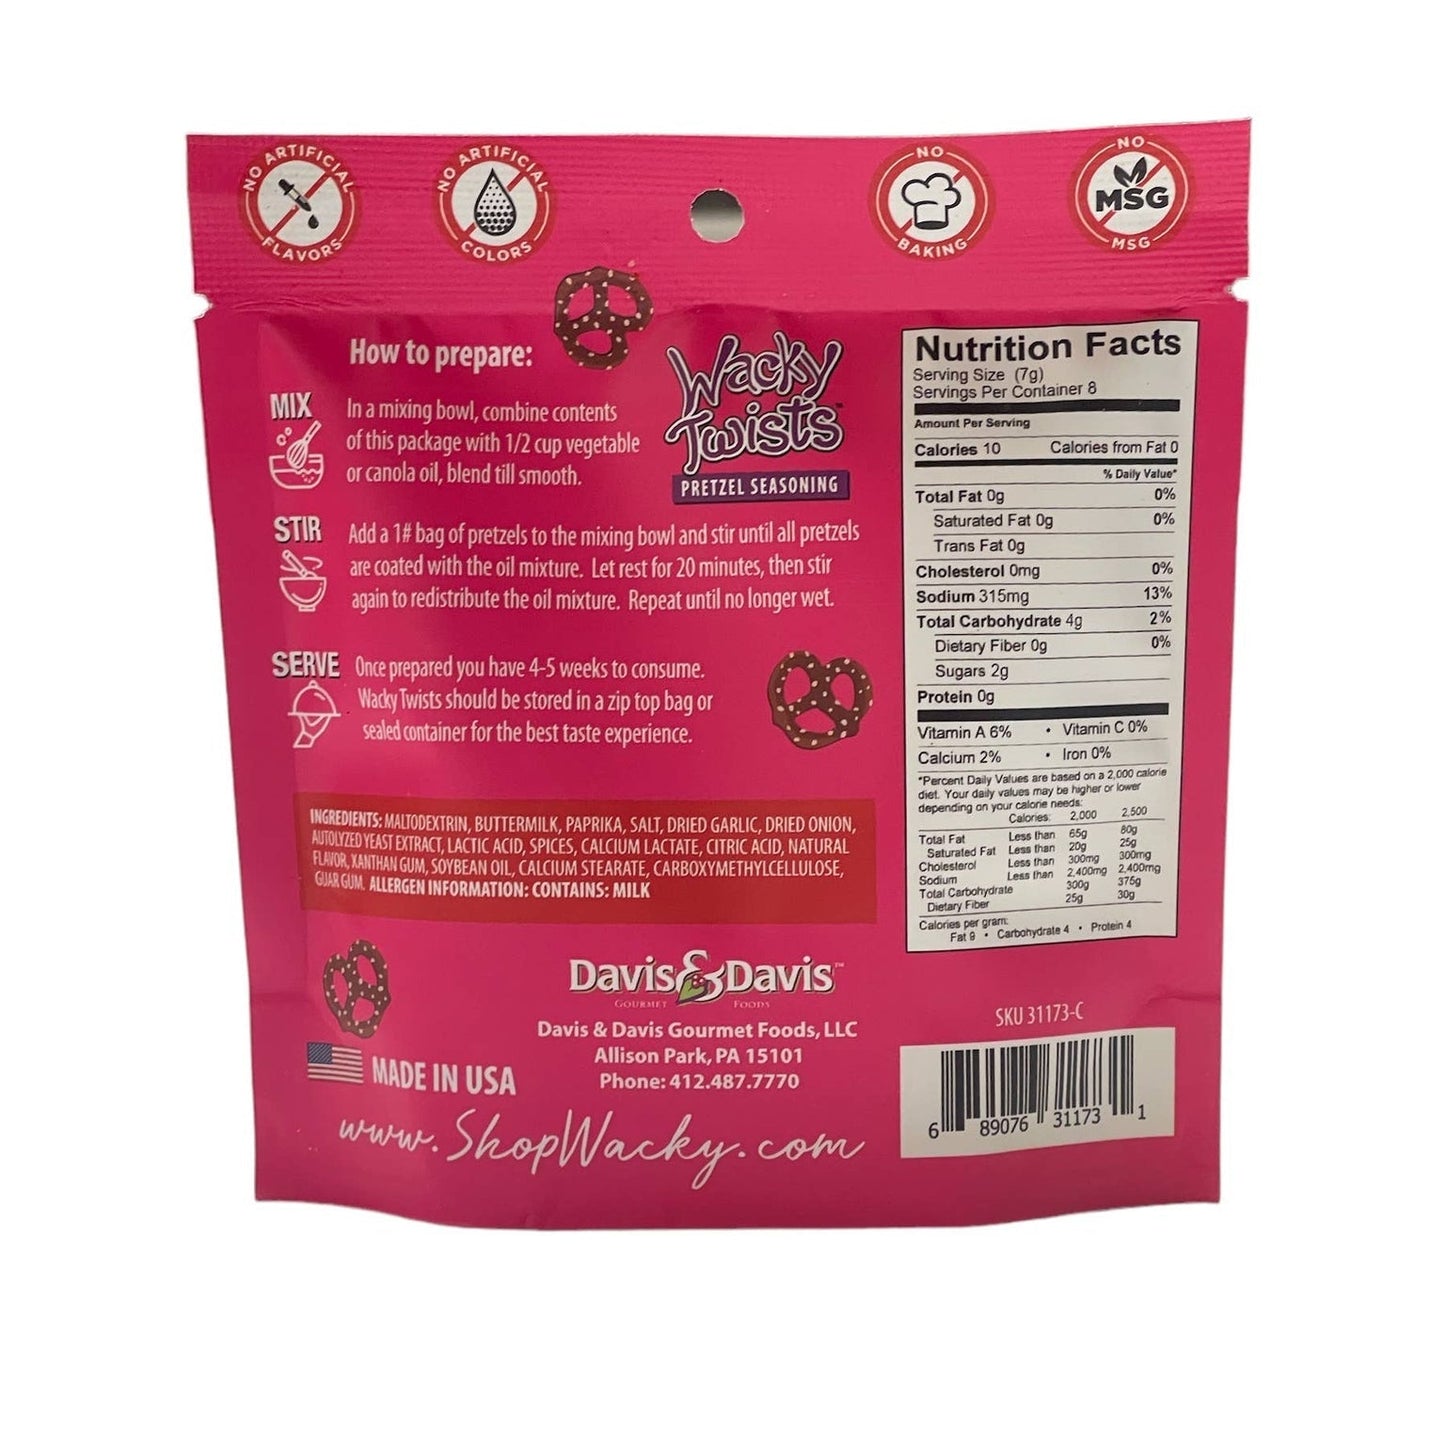 NO ARTIFICIAL
FLAVORS
NO ARTIFICIAL
COLORS
NO
BAKING
NO
MSG
MSG
How to prepare:
Wacky
Twists™
PRETZEL SEASONING
MIX
In a mixing bowl, combine contents
of this package with 1/2 cup vegetable
or canola oil, blend till smooth.
STIR
Add a 1# bag of pretzels to the mixing bowl and stir until all pretzels
are coated with the oil mixture. Let rest for 20 minutes, then stir
again to redistribute the oil mixture. Repeat until no longer wet.
SERVE
Once prepared you have 4-5 weeks to consume.
Wacky Twists should be stored in a zip top bag or
sealed container for the best taste experience.
INGREDIENTS: MALTODEXTRIN, BUTTERMILK, PAPRIKA, SALT, DRIED GARLIC, DRIED ONION,
AUTOLYZED YEAST EXTRACT, LACTIC ACID, SPICES, CALCIUM LACTATE, CITRIC ACID, NATURAL
FLAVOR, XANTHAN GUM, SOYBEAN OIL, CALCIUM STEARATE, CARBOXYMETHYLCELLULOSE,
GUAR GUM. ALLERGEN INFORMATION: CONTAINS: MILK
Davis&Davis™
GOURMET FOODS
Davis & Davis Gourmet Foods, LLC
Allison Park, PA 15101
Phone: 412.487.7770
MADE IN USA
www.ShopWacky.com
Nutrition Facts
Serving Size (7g)
Servings Per Container 8
Amount Per Serving
Calories 10 Calories from Fat 0
% Daily Value*
Total Fat 0g 0%
Saturated Fat 0g 0%
Trans Fat 0g
Cholesterol 0mg 0%
Sodium 315mg 13%
Total Carbohydrate 4g 2%
Dietary Fiber 0g 0%
Sugars 2g
Protein 0g
Vitamin A 6% • Vitamin C 0%
Calcium 2% • Iron 0%
*Percent Daily Values are based on a 2,000 calorie
diet. Your daily values may be higher or lower
depending on your calorie needs:
Calories: 2,000 2,500
Total Fat Less than 65g 80g
Saturated Fat Less than 20g 25g
Cholesterol Less than 300mg 300mg
Sodium Less than 2,400mg 2,400mg
Total Carbohydrate 300g 375g
Dietary Fiber 25g 30g
Calories per gram:
Fat 9 • Carbohydrate 4 • Protein 4
SKU 31173-C
6 89076 31173 1